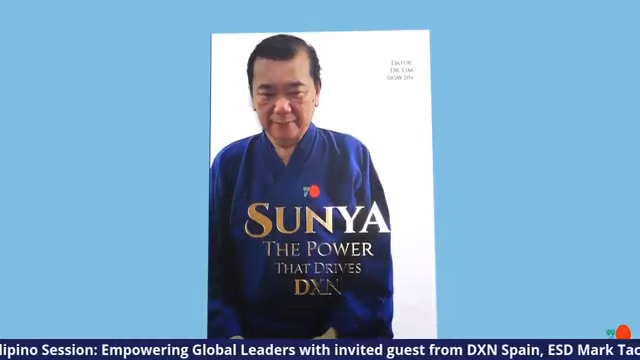 DATUK
DR LIM
SIOW JIN
SUNYA
THE POWER
THAT DRIVES
DXN
lipino Session: Empowering Global Leaders with invited guest from DXN Spain, ESD Mark Tac